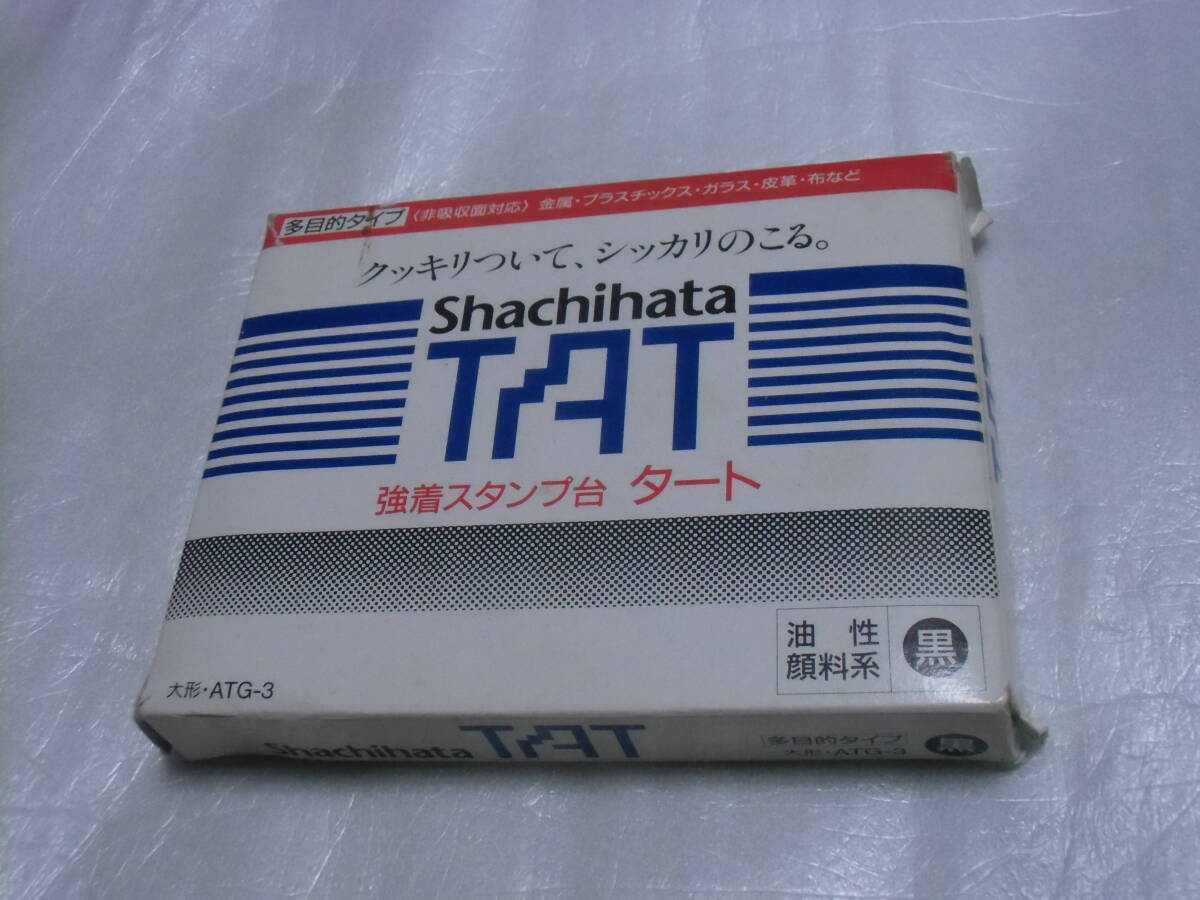 多目的タイプ 〈非吸収面対応〉 金属・プラスチックス・ガラス・皮革・布など
クッキリついて、シッカリのこる。
Shachihata
TAT
強着スタンプ台 タート
油性
顔料系
黒
大形・ATG-3
Shachihata TAT
多目的タイプ
大形・ATG-3
黒